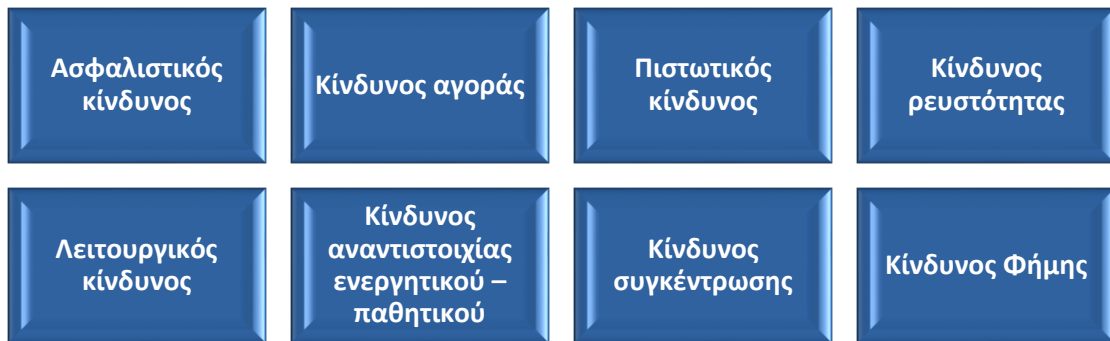 Ασφαλιστικός
κίνδυνος
Κίνδυνος αγοράς
Πιστωτικός
κίνδυνος
Κίνδυνος
ρευστότητας
Λειτουργικός
κίνδυνος
Κίνδυνος
αναντιστοιχίας
ενεργητικού –
παθητικού
Κίνδυνος
συγκέντρωσης
Κίνδυνος Φήμης